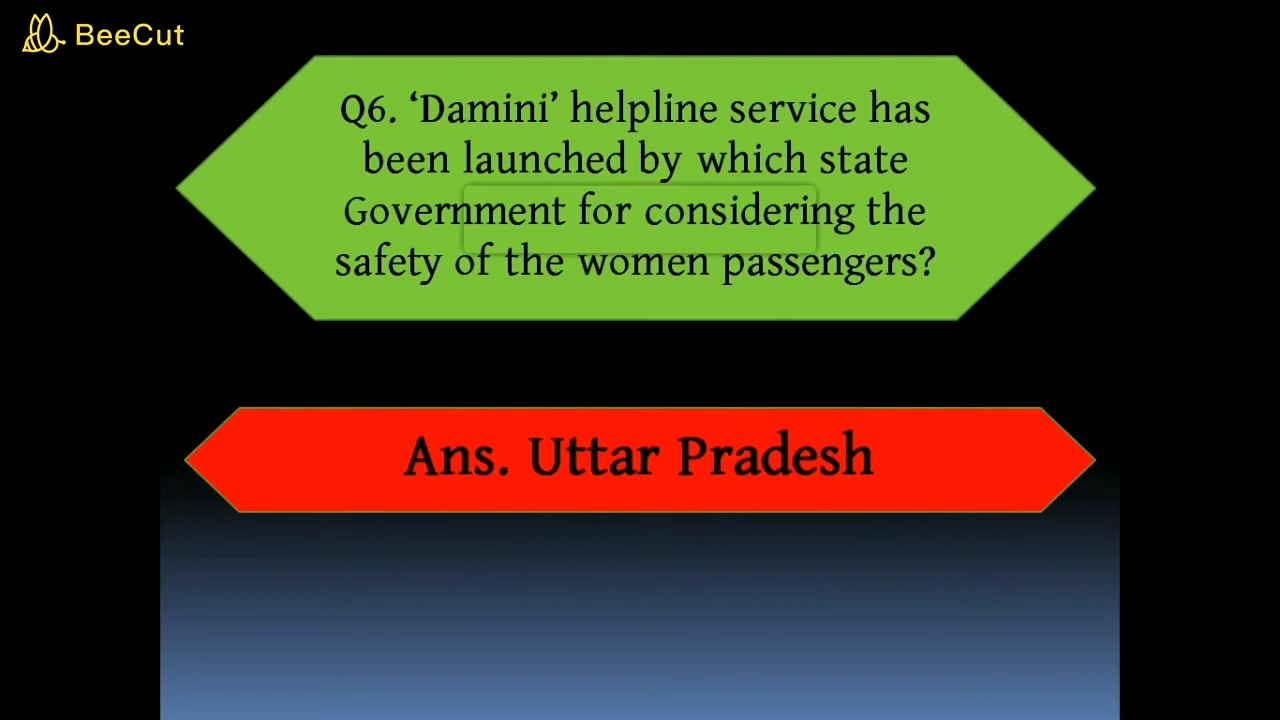 BeeCut
Q6. ‘Damini’ helpline service has
been launched by which state
Government for considering the
safety of the women passengers?
Ans. Uttar Pradesh